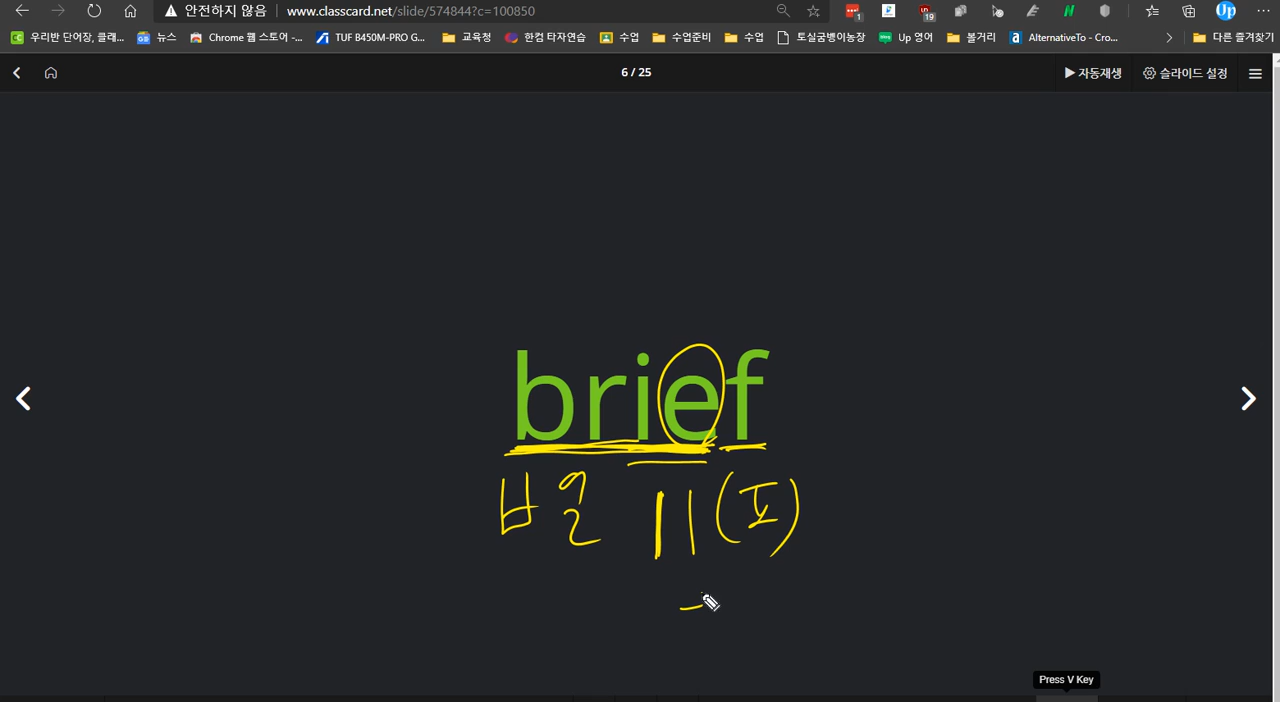 안전하지 않음 www.classcard.net/slide/574844?c=100850 1 19 Up
우리반 단어장, 클래... 뉴스 Chrome 웹 스토어 -... TUF B450M-PRO G... 교육청 한컴 타자연습 수업 수업준비 수업 토실궁뱅이농장 Up 영어 볼거리 AlternativeTo - Cro... 다른 즐겨찾기
6 / 25 자동재생 슬라이드 설정
brief
ㅂ ㅣㅣ(ㅍ)
Press V Key